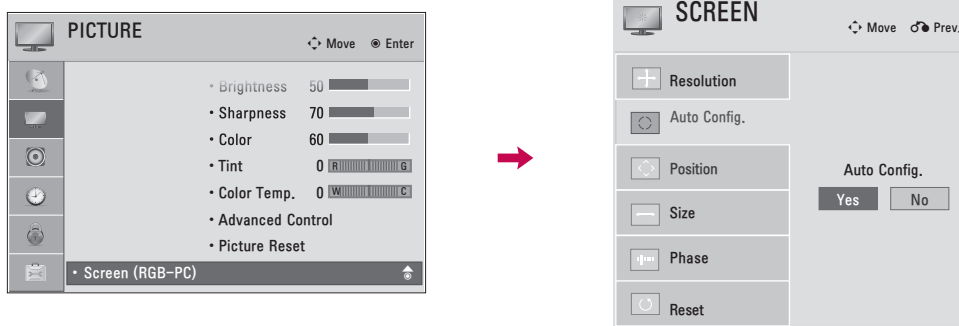 PICTURE
Move Enter
• Brightness 50
• Sharpness 70
• Color 60
• Tint 0 R G
• Color Temp. 0 W C
• Advanced Control
• Picture Reset
• Screen (RGB-PC)
SCREEN
Move Prev.
Resolution
Auto Config.
Position
Size
Phase
Reset
Auto Config.
Yes No